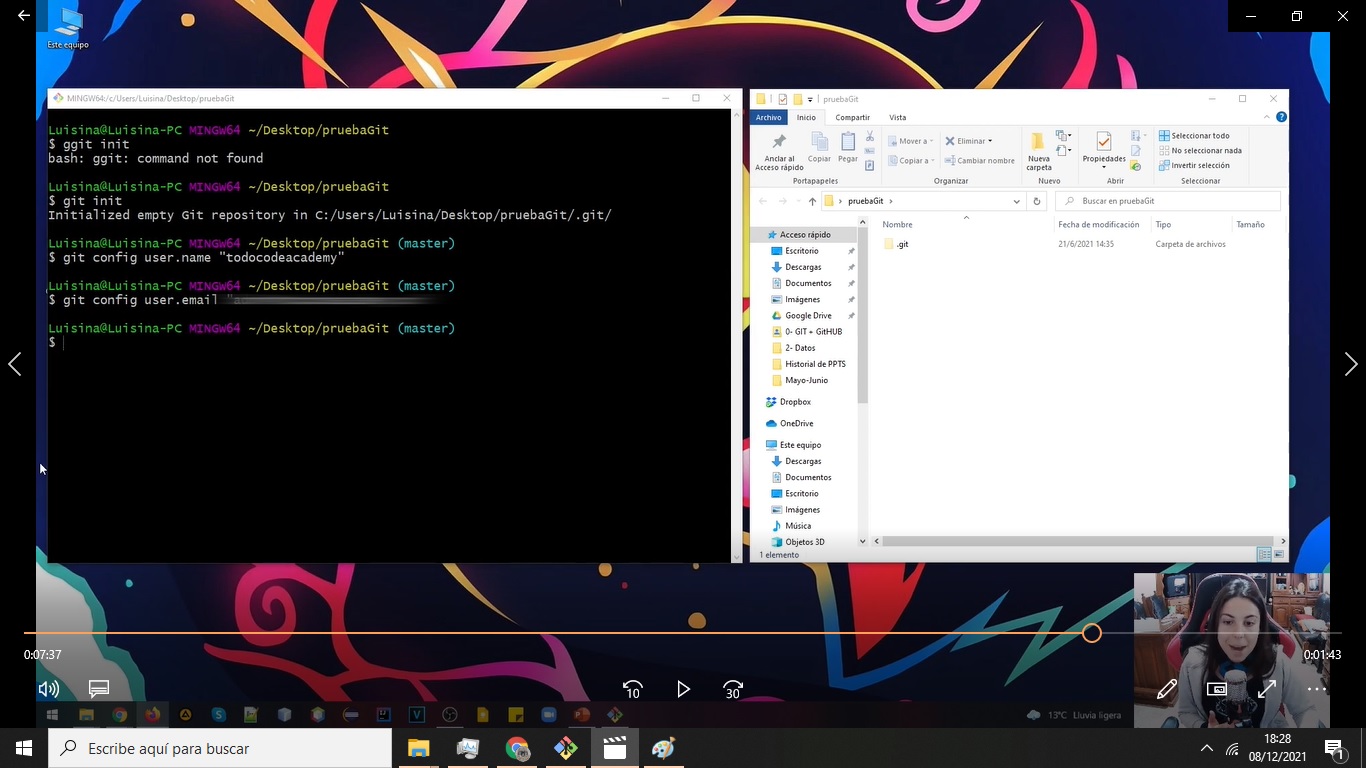 Este equipo
MINGW64:/c/Users/Luisina/Desktop/pruebaGit
Luisina@Luisina-PC MINGW64 ~/Desktop/pruebaGit
$ ggit init
bash: ggit: command not found
Luisina@Luisina-PC MINGW64 ~/Desktop/pruebaGit
$ git init
Initialized empty Git repository in C:/Users/Luisina/Desktop/pruebaGit/.git/
Luisina@Luisina-PC MINGW64 ~/Desktop/pruebaGit (master)
$ git config user.name "todocodeacademy"
Luisina@Luisina-PC MINGW64 ~/Desktop/pruebaGit (master)
$ git config user.email
Luisina@Luisina-PC MINGW64 ~/Desktop/pruebaGit (master)
$
pruebaGit
Archivo Inicio Compartir Vista
Anclar al Acceso rápido
Copiar
Pegar
Portapapeles
Mover a
Copiar a
Eliminar
Cambiar nombre
Organizar
Nueva carpeta
Nuevo
Propiedades
Abrir
Seleccionar todo
No seleccionar nada
Invertir selección
Seleccionar
pruebaGit
Buscar en pruebaGit
Nombre Fecha de modificación Tipo Tamaño
.git 21/6/2021 14:35 Carpeta de archivos
Acceso rápido
Escritorio
Descargas
Documentos
Imágenes
Google Drive
0- GIT + GitHUB
2- Datos
Historial de PPTS
Mayo-Junio
Dropbox
OneDrive
Este equipo
Descargas
Documentos
Escritorio
Imágenes
Música
Objetos 3D
1 elemento
0:07:37
0:01:43
10
30
13°C Lluvia ligera
Escribe aquí para buscar
18:28
08/12/2021
1